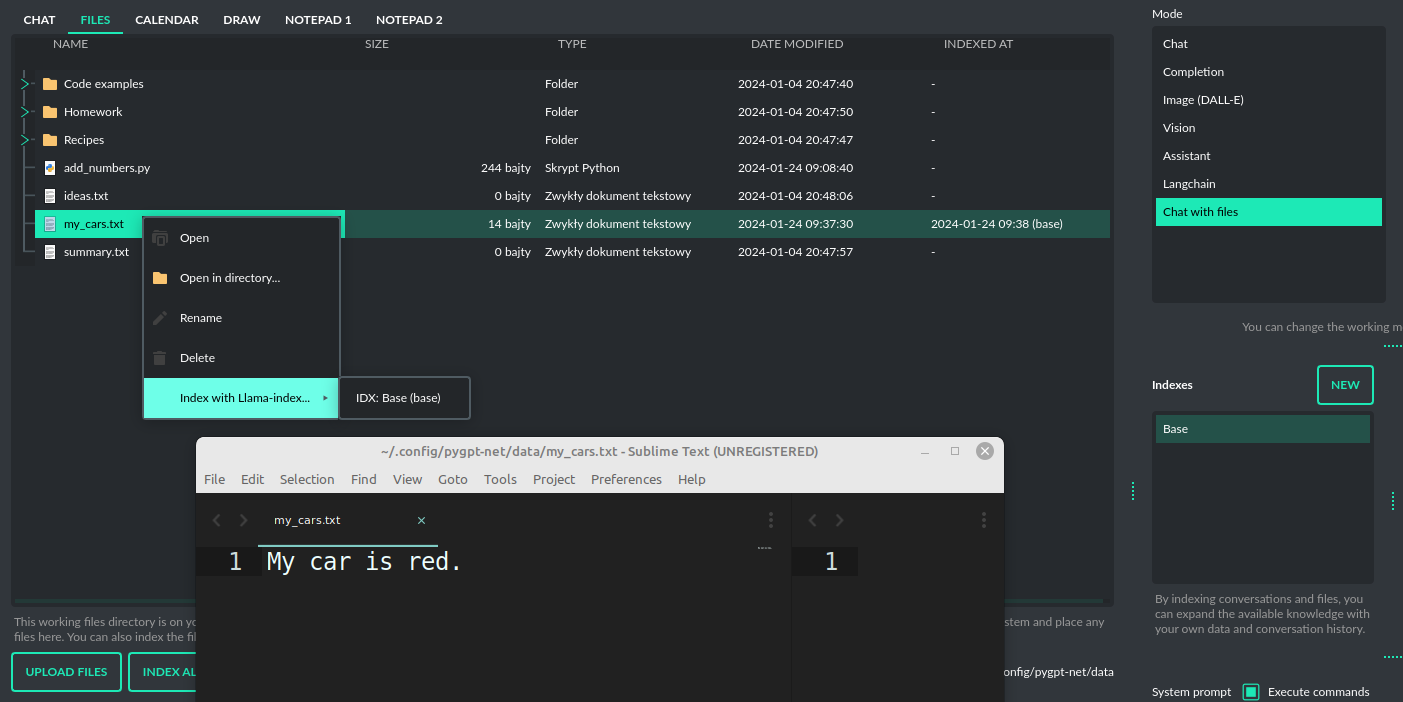 CHAT FILES CALENDAR DRAW NOTEPAD 1 NOTEPAD 2
NAME SIZE TYPE DATE MODIFIED INDEXED AT
Code examples Folder 2024-01-04 20:47:40 -
Homework Folder 2024-01-04 20:47:50 -
Recipes Folder 2024-01-04 20:47:47 -
add_numbers.py 244 bajty Skrypt Python 2024-01-24 09:08:40 -
ideas.txt 0 bajty Zwykły dokument tekstowy 2024-01-04 20:48:06 -
my_cars.txt 14 bajty Zwykły dokument tekstowy 2024-01-24 09:37:30 2024-01-24 09:38 (base)
summary.txt 0 bajty Zwykły dokument tekstowy 2024-01-04 20:47:57 -
Open
Open in directory...
Rename
Delete
Index with Llama-index...
IDX: Base (base)
~/.config/pygpt-net/data/my_cars.txt - Sublime Text (UNREGISTERED)
File Edit Selection Find View Goto Tools Project Preferences Help
my_cars.txt
1 My car is red.
1
This working files directory is on
stem and place any
files here. You can also index the
UPLOAD FILES
INDEX
onfig/pygpt-net/data
Mode
Chat
Completion
Image (DALL-E)
Vision
Assistant
Langchain
Chat with files
You can change the working
Indexes
NEW
Base
By indexing conversations and files, you
can expand the available knowledge with
your own data and conversation history.
System prompt Execute commands